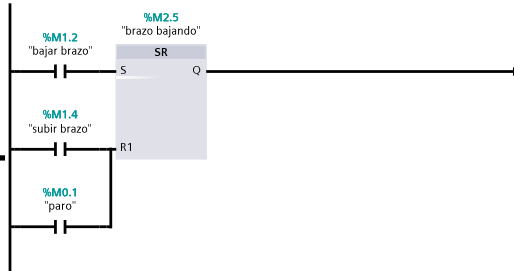 %M2.5
"brazo bajando"
%M1.2
"bajar brazo"
SR
S
Q
%M1.4
"subir brazo"
R1
%M0.1
"paro"